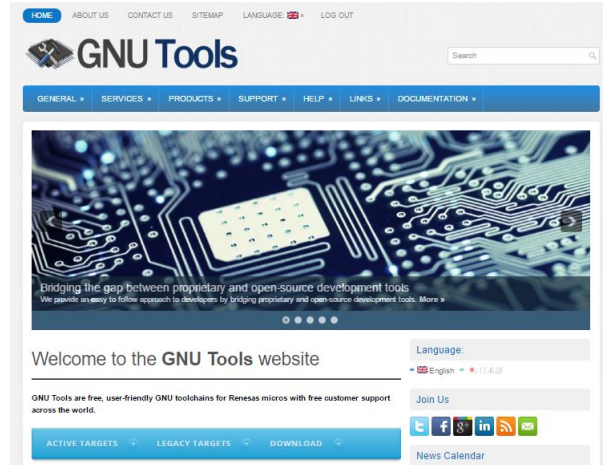 HOME ABOUT US CONTACT US SITEMAP LANGUAGE: LOG OUT
GNU Tools
Search
GENERAL » SERVICES » PRODUCTS » SUPPORT » HELP » LINKS » DOCUMENTATION »
Bridging the gap between proprietary and open-source development tools
We provide an easy to follow approach to developers by bridging proprietary and open-source development tools. More »
Welcome to the GNU Tools website
Language:
English
GNU Tools are free, user-friendly GNU toolchains for Renesas micros with free customer support
across the world.
Join Us
ACTIVE TARGETS LEGACY TARGETS DOWNLOAD
News Calendar